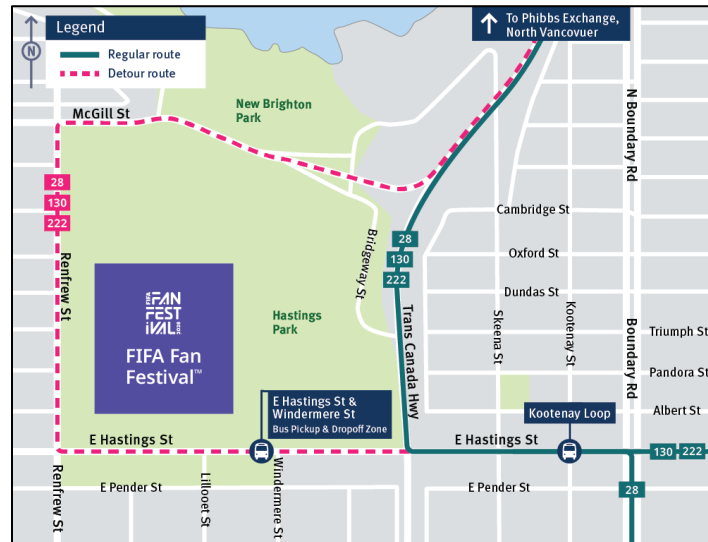 Legend
N
Regular route
Detour route
To Phibbs Exchange,
North Vancovuer
McGill St
New Brighton
Park
N Boundary Rd
28
130
222
Renfrew St
FIFA
FAN
FEST
IVAL
2026
FIFA Fan
Festival™
Hastings
Park
Bridgeway St
28
130
222
Trans Canada Hwy
Cambridge St
Oxford St
Dundas St
Skeena St
Kootenay St
Boundary Rd
Triumph St
Pandora St
Albert St
E Hastings St &
Windermere St
Bus Pickup & Dropoff Zone
Kootenay Loop
E Hastings St
E Hastings St
130 222
Renfrew St
E Pender St
Lillooet St
Windermere St
E Pender St
28